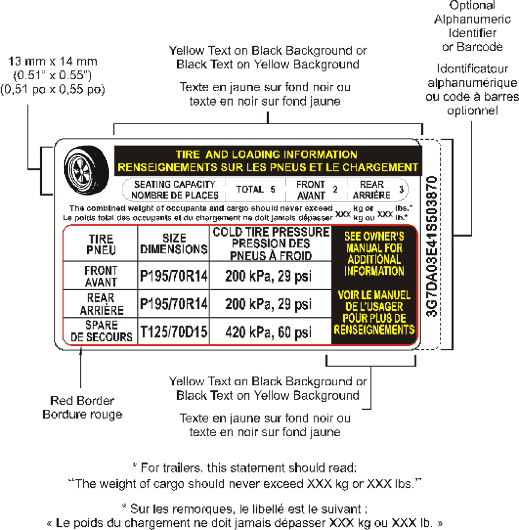 Optional
Alphanumeric
Identifier
or Barcode
Identificateur
alphanumérique
ou code à barres
optionnel
Yellow Text on Black Background or
Black Text on Yellow Background
Texte en jaune sur fond noir ou
texte en noir sur fond jaune
13 mm x 14 mm
(0.51" x 0.55")
(0,51 po x 0,55 po)
TIRE AND LOADING INFORMATION
RENSEIGNEMENTS SUR LES PNEUS ET LE CHARGEMENT
SEATING CAPACITY
NOMBRE DE PLACES
TOTAL 5
FRONT
AVANT
2
REAR
ARRIÈRE
3
The combined weight of occupants and cargo should never exceed XXX kg or XXX lbs.*
Le poids total des occupants et du chargement ne doit jamais dépasser XXX kg ou XXX lb.*
TIRE
PNEU
SIZE
DIMENSIONS
COLD TIRE PRESSURE
PRESSION DES
PNEUS À FROID
FRONT
AVANT
P195/70R14
200 kPa, 29 psi
REAR
ARRIÈRE
P195/70R14
200 kPa, 29 psi
SPARE
DE SECOURS
T125/70D15
420 kPa, 60 psi
SEE OWNER'S
MANUAL FOR
ADDITIONAL
INFORMATION
VOIR LE MANUEL
DE L'USAGER
POUR PLUS DE
RENSEIGNEMENTS
3G7DA03E41S503870
Red Border
Bordure rouge
Yellow Text on Black Background or
Black Text on Yellow Background
Texte en jaune sur fond noir ou
texte en noir sur fond jaune
* For trailers, this statement should read:
"The weight of cargo should never exceed XXX kg or XXX lbs."
* Sur les remorques, le libellé est le suivant :
« Le poids du chargement ne doit jamais dépasser XXX kg ou XXX lb. »